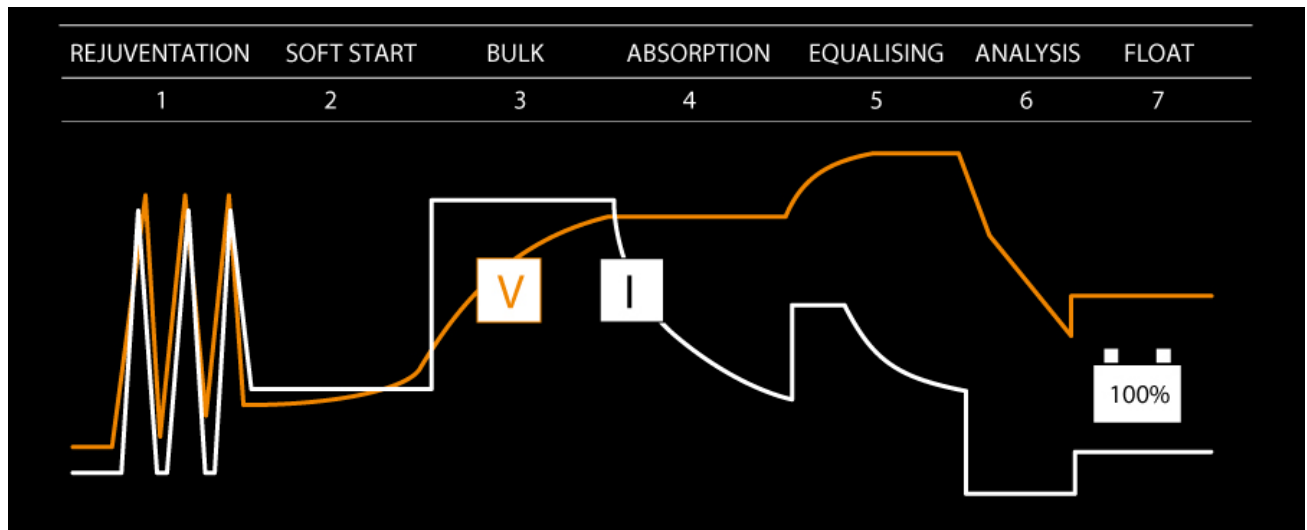 REJUVENTATION SOFT START BULK ABSORPTION EQUALISING ANALYSIS FLOAT
1 2 3 4 5 6 7
V I
100%